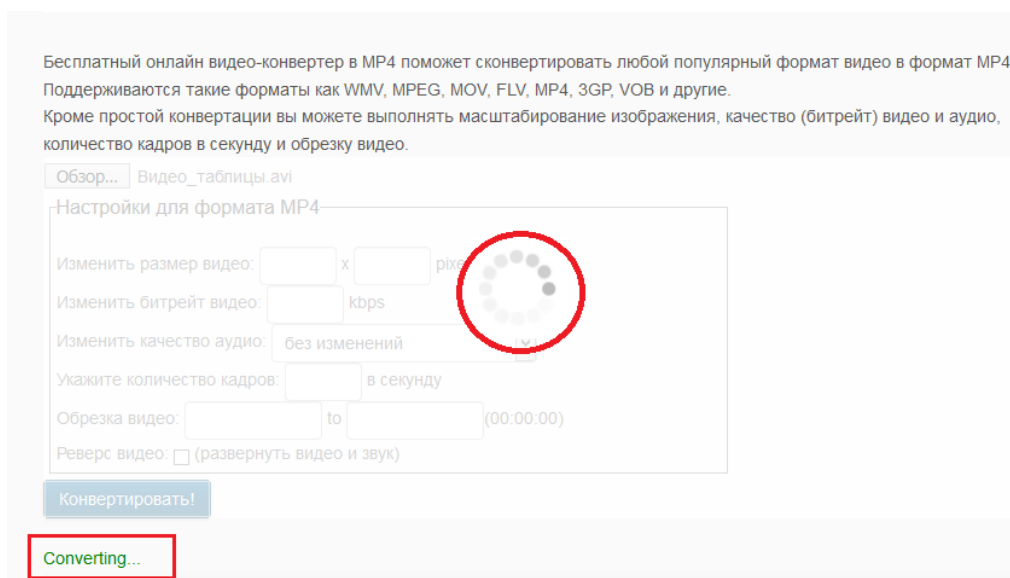 Бесплатный онлайн видео-конвертер в MP4 поможет сконвертировать любой популярный формат видео в формат MP4
Поддерживаются такие форматы как WMV, MPEG, MOV, FLV, MP4, 3GP, VOB и другие.
Кроме простой конвертации вы можете выполнять масштабирование изображения, качество (битрейт) видео и аудио,
количество кадров в секунду и обрезку видео.
Обзор... Видео_таблицы.avi
Настройки для формата MP4
Изменить размер видео: x pixe
Изменить битрейт видео: kbps
Изменить качество аудио: без изменений
Укажите количество кадров: в секунду
Обрезка видео: to (00:00:00)
Реверс видео: (развернуть видео и звук)
Конвертировать!
Converting...